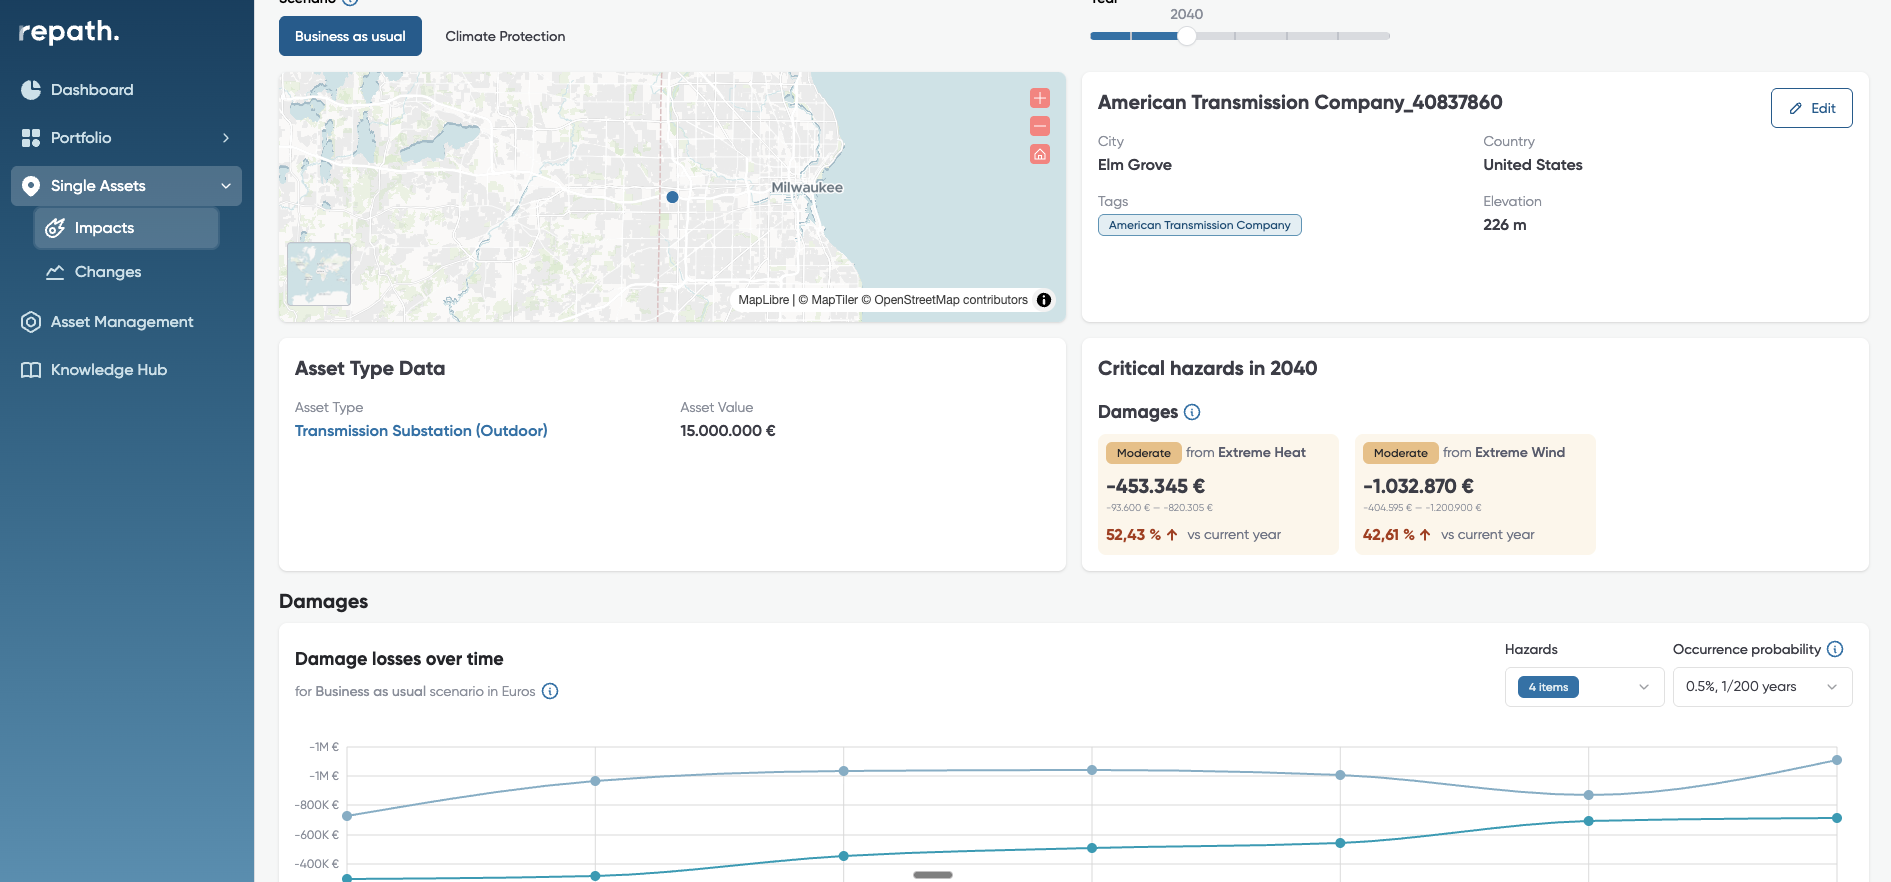 repath.
Dashboard
Portfolio
Single Assets
Impacts
Changes
Asset Management
Knowledge Hub
Scenario
Business as usual
Climate Protection
Year
2040
Milwaukee
MapLibre | © MapTiler © OpenStreetMap contributors
American Transmission Company_40837860
Edit
City
Elm Grove
Country
United States
Tags
American Transmission Company
Elevation
226 m
Asset Type Data
Asset Type
Transmission Substation (Outdoor)
Asset Value
15.000.000 €
Critical hazards in 2040
Damages
Moderate from Extreme Heat
-453.345 €
-93.600 € — -820.305 €
52,43 % ↑ vs current year
Moderate from Extreme Wind
-1.032.870 €
-404.595 € — -1.200.900 €
42,61 % ↑ vs current year
Damages
Damage losses over time
for Business as usual scenario in Euros
Hazards
4 items
Occurrence probability
0.5%, 1/200 years
-1M €
-1M €
-800K €
-600K €
-400K €